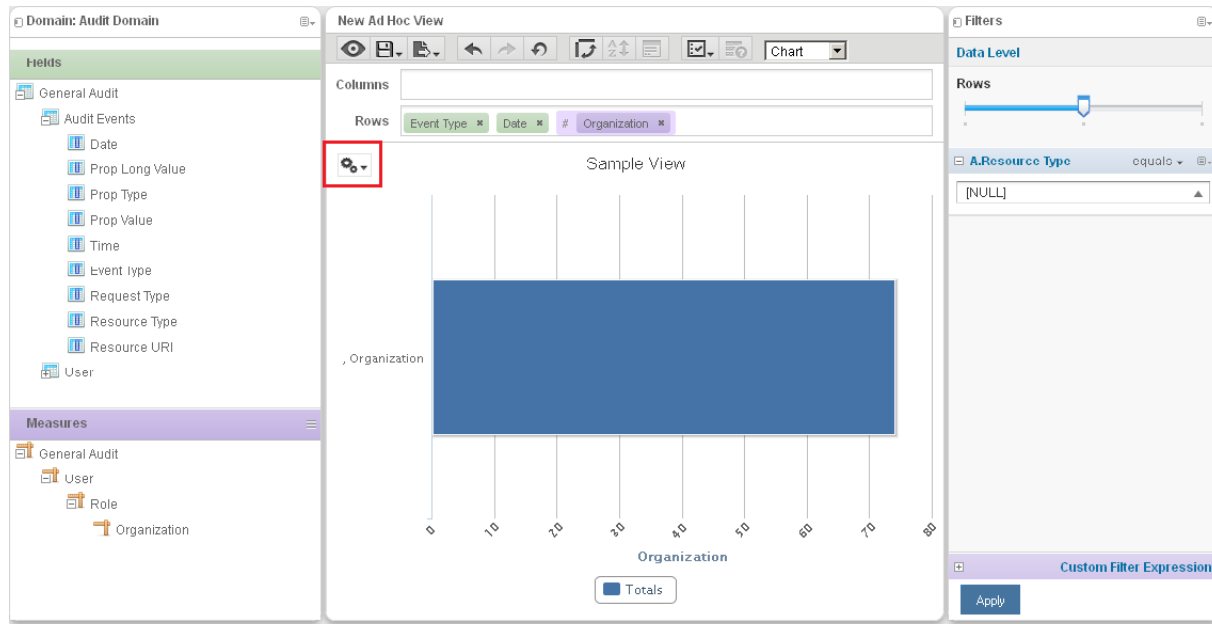 Domain: Audit Domain
Fields
General Audit
Audit Events
Date
Prop Long Value
Prop Type
Prop Value
Time
Event Type
Request Type
Resource Type
Resource URI
User
Measures
General Audit
User
Role
Organization
New Ad Hoc View
Chart
Columns
Rows Event Type × Date × # Organization ×
Sample View
, Organization
0 10 20 30 40 50 60 70 80
Organization
Totals
Filters
Data Level
Rows
A.Resource Type equals
[NULL]
Custom Filter Expression
Apply